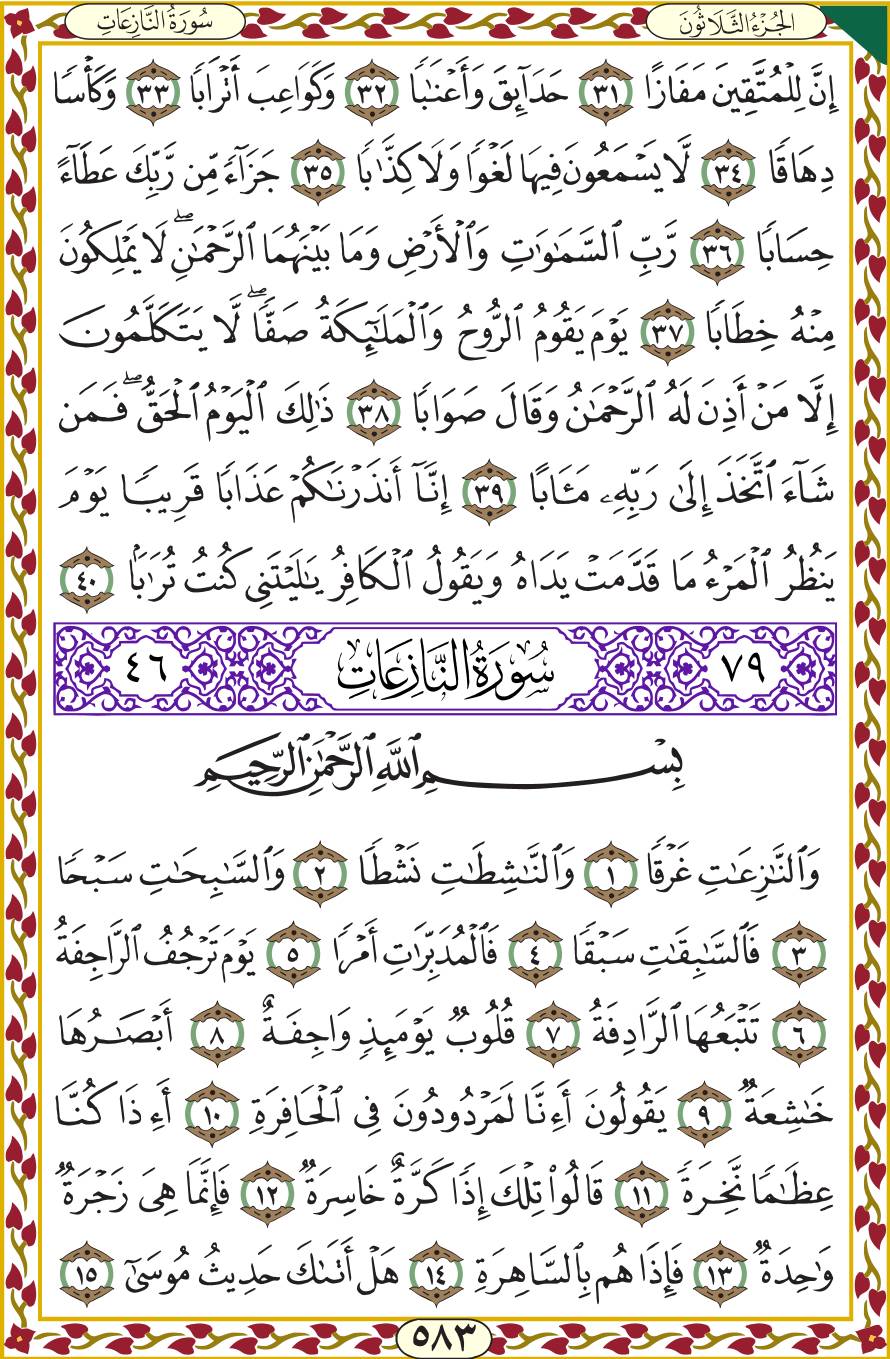 الجُزْءُ الثَّلَاثُونَ
سُورَةُ النَّازِعَاتِ
إِنَّ لِلْمُتَّقِينَ مَفَازًا ٣١ حَدَآئِقَ وَأَعْنَٰبًا ٣٢ وَكَوَاعِبَ أَتْرَابًا ٣٣ وَكَأْسًا
دِهَاقًا ٣٤ لَّا يَسْمَعُونَ فِيهَا لَغْوًا وَلَا كِذَّٰبًا ٣٥ جَزَآءً مِّن رَّبِّكَ عَطَآءً
حِسَابًا ٣٦ رَّبِّ ٱلسَّمَٰوَٰتِ وَٱلْأَرْضِ وَمَا بَيْنَهُمَا ٱلرَّحْمَٰنِۖ لَا يَمْلِكُونَ
مِنْهُ خِطَابًا ٣٧ يَوْمَ يَقُومُ ٱلرُّوحُ وَٱلْمَلَٰٓئِكَةُ صَفًّاۖ لَّا يَتَكَلَّمُونَ
إِلَّا مَنْ أَذِنَ لَهُ ٱلرَّحْمَٰنُ وَقَالَ صَوَابًا ٣٨ ذَٰلِكَ ٱلْيَوْمُ ٱلْحَقُّۖ فَمَن
شَآءَ ٱتَّخَذَ إِلَىٰ رَبِّهِۦ مَـَٔابًا ٣٩ إِنَّآ أَنذَرْنَٰكُمْ عَذَابًا قَرِيبًا يَوْمَ
يَنظُرُ ٱلْمَرْءُ مَا قَدَّمَتْ يَدَاهُ وَيَقُولُ ٱلْكَافِرُ يَٰلَيْتَنِى كُنتُ تُرَٰبًۢا ٤٠
٧٩ سُورَةُ النَّازِعَاتِ ٤٦
بِسْمِ ٱللَّهِ ٱلرَّحْمَٰنِ ٱلرَّحِيمِ
وَٱلنَّٰزِعَٰتِ غَرْقًا ١ وَٱلنَّٰشِطَٰتِ نَشْطًا ٢ وَٱلسَّٰبِحَٰتِ سَبْحًا
٣ فَٱلسَّٰبِقَٰتِ سَبْقًا ٤ فَٱلْمُدَبِّرَٰتِ أَمْرًا ٥ يَوْمَ تَرْجُفُ ٱلرَّاجِفَةُ
٦ تَتْبَعُهَا ٱلرَّادِفَةُ ٧ قُلُوبٌ يَوْمَئِذٍ وَاجِفَةٌ ٨ أَبْصَٰرُهَا
خَٰشِعَةٌ ٩ يَقُولُونَ أَءِنَّا لَمَرْدُودُونَ فِى ٱلْحَافِرَةِ ١٠ أَءِذَا كُنَّا
عِظَٰمًا نَّخِرَةً ١١ قَالُوا۟ تِلْكَ إِذًا كَرَّةٌ خَاسِرَةٌ ١٢ فَإِنَّمَا هِىَ زَجْرَةٌ
وَٰحِدَةٌ ١٣ فَإِذَا هُم بِٱلسَّاهِرَةِ ١٤ هَلْ أَتَىٰكَ حَدِيثُ مُوسَىٰٓ ١٥
٥٨٣